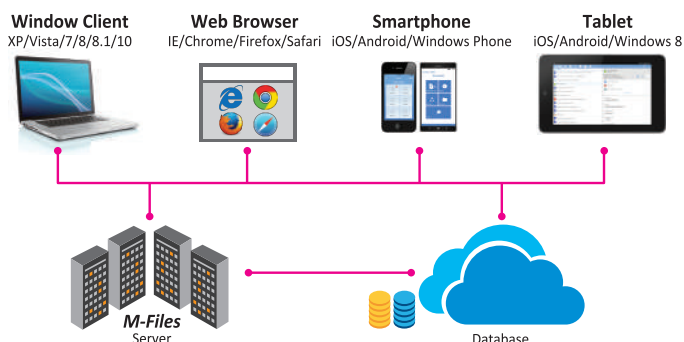 Window Client
XP/Vista/7/8/8.1/10
Web Browser
IE/Chrome/Firefox/Safari
Smartphone
iOS/Android/Windows Phone
Tablet
iOS/Android/Windows 8
M-Files
Server
Database